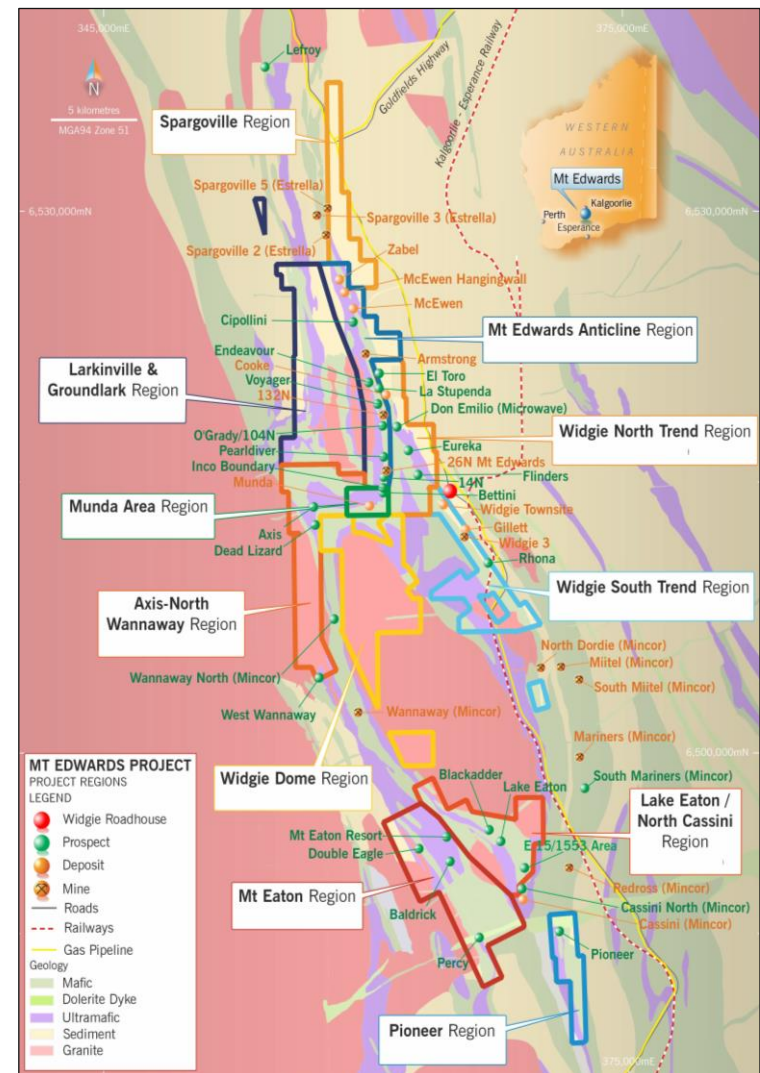 345,000mE
375,000mE
Lefroy
N
5 kilometres
MGA94 Zone 51
Goldfields Highway
Kalgoorlie - Esperance Railway
Spargoville Region
WESTERN
AUSTRALIA
Mt Edwards
Kalgoorlie
Perth
Esperance
Spargoville 5 (Estrella)
6,530,000mN
6,530,000mN
Spargoville 3 (Estrella)
Spargoville 2 (Estrella)
Zabel
McEwen Hangingwall
McEwen
Cipollini
Mt Edwards Anticline Region
Endeavour
Armstrong
Cooke
Larkinville &
Groundlark Region
Voyager
El Toro
132N
La Stupenda
Don Emilio (Microwave)
O'Grady/104N
Widgie North Trend Region
Pearldiver
Eureka
Inco Boundary
26N Mt Edwards
Munda
14N
Flinders
Bettini
Munda Area Region
Widgie Townsite
Axis
Gillett
Dead Lizard
Widgie 3
Rhona
Axis-North
Wannaway Region
Widgie South Trend Region
North Dordie (Mincor)
Miitel (Mincor)
Wannaway North (Mincor)
South Miitel (Mincor)
West Wannaway
Wannaway (Mincor)
Mariners (Mincor)
6,500,000mN
MT EDWARDS PROJECT
PROJECT REGIONS
LEGEND
Widgie Roadhouse
Prospect
Deposit
Mine
Roads
Railways
Gas Pipeline
Geology
Mafic
Dolerite Dyke
Ultramafic
Sediment
Granite
Widgie Dome Region
Blackadder
Lake Eaton
South Mariners (Mincor)
Lake Eaton /
North Cassini
Region
Mt Eaton Resort
Double Eagle
E 15/1553 Area
Mt Eaton Region
Redross (Mincor)
Baldrick
Cassini North (Mincor)
Cassini (Mincor)
Percy
Pioneer
Pioneer Region
375,000mE